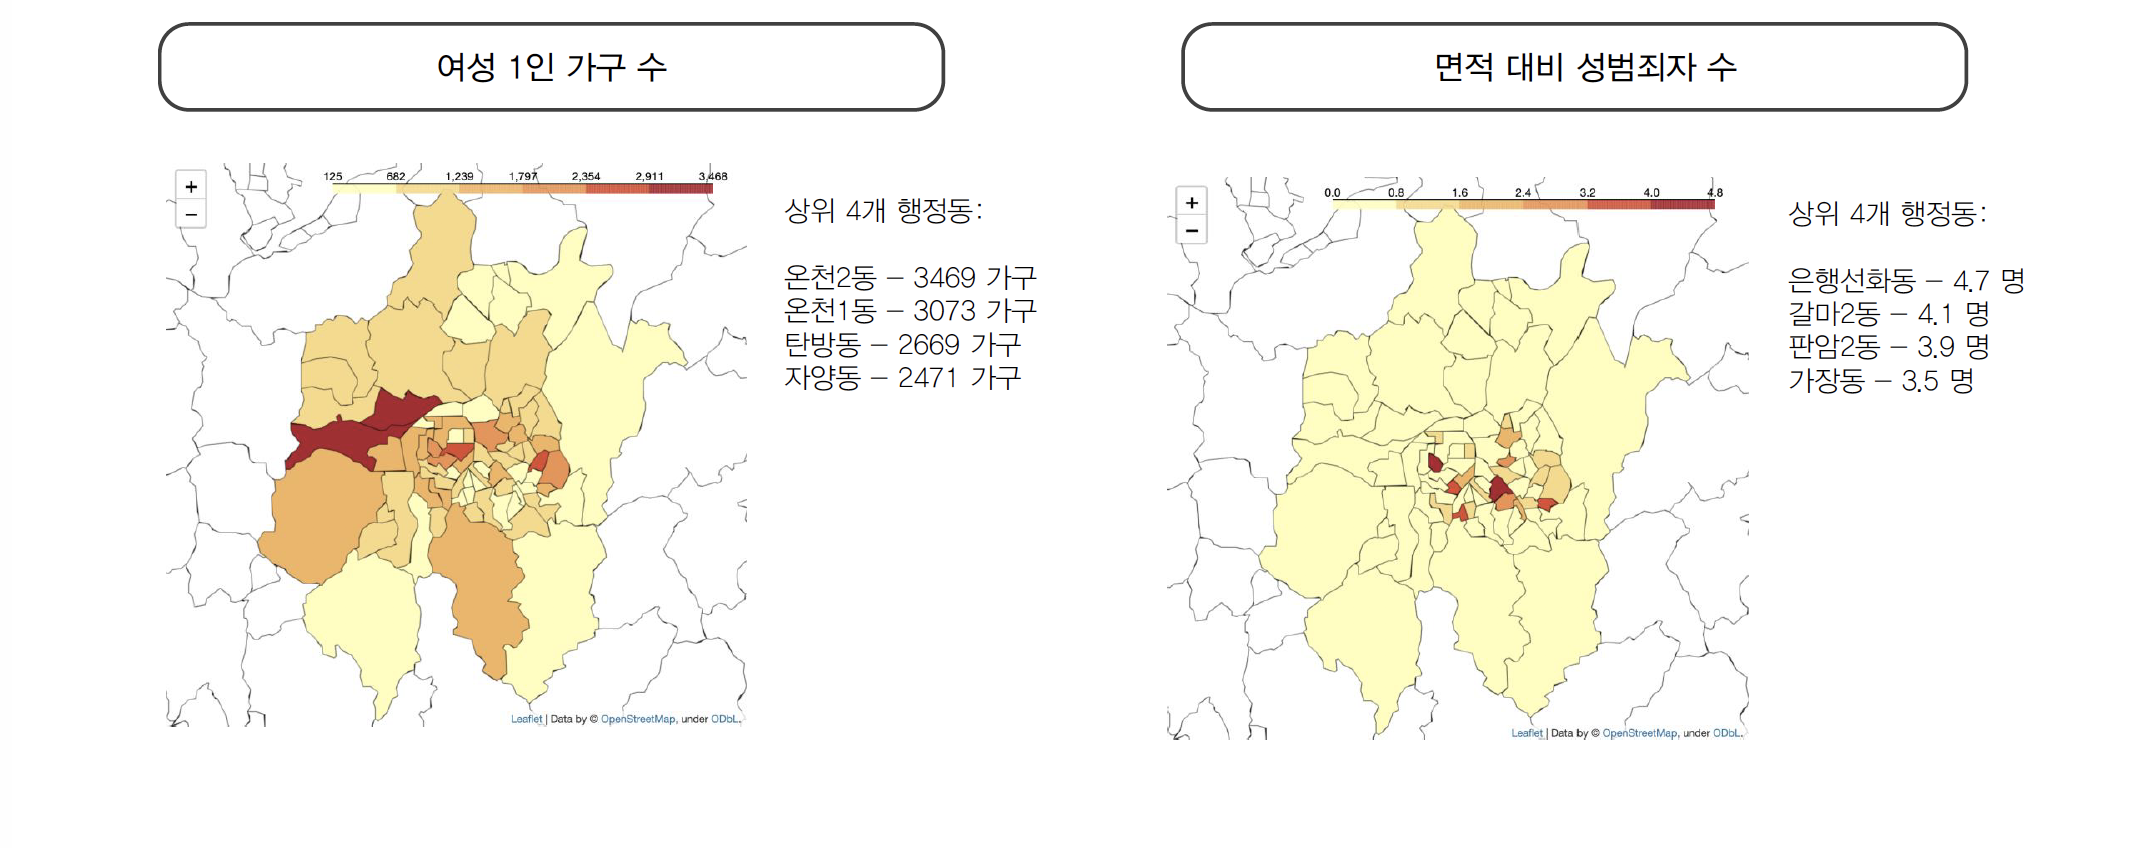 여성 1인 가구 수
+
−
125 682 1,239 1,797 2,354 2,911 3,468
상위 4개 행정동:
온천2동 – 3469 가구
온천1동 – 3073 가구
탄방동 – 2669 가구
자양동 – 2471 가구
Leaflet | Data by © OpenStreetMap, under ODbL.
면적 대비 성범죄자 수
+
−
0.0 0.8 1.6 2.4 3.2 4.0 4.8
상위 4개 행정동:
은행선화동 – 4.7 명
갈마2동 – 4.1 명
판암2동 – 3.9 명
가장동 – 3.5 명
Leaflet | Data by © OpenStreetMap, under ODbL.